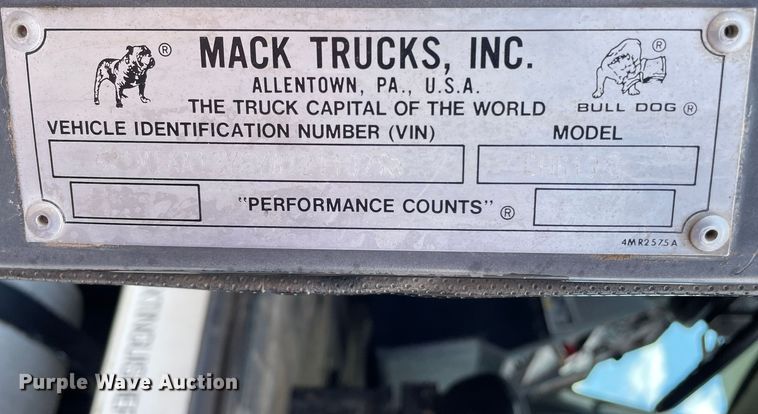 MACK TRUCKS, INC.
ALLENTOWN, PA., U.S.A.
THE TRUCK CAPITAL OF THE WORLD
BULL DOG ®
VEHICLE IDENTIFICATION NUMBER (VIN) MODEL
"PERFORMANCE COUNTS" ®
4MR2575A
Purple Wave Auction